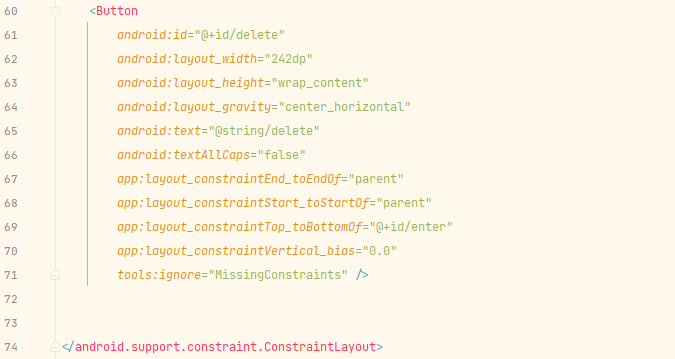 60 <Button
61 android:id="@+id/delete"
62 android:layout_width="242dp"
63 android:layout_height="wrap_content"
64 android:layout_gravity="center_horizontal"
65 android:text="@string/delete"
66 android:textAllCaps="false"
67 app:layout_constraintEnd_toEndOf="parent"
68 app:layout_constraintStart_toStartOf="parent"
69 app:layout_constraintTop_toBottomOf="@+id/enter"
70 app:layout_constraintVertical_bias="0.0"
71 tools:ignore="MissingConstraints" />
72
73
74 </android.support.constraint.ConstraintLayout>